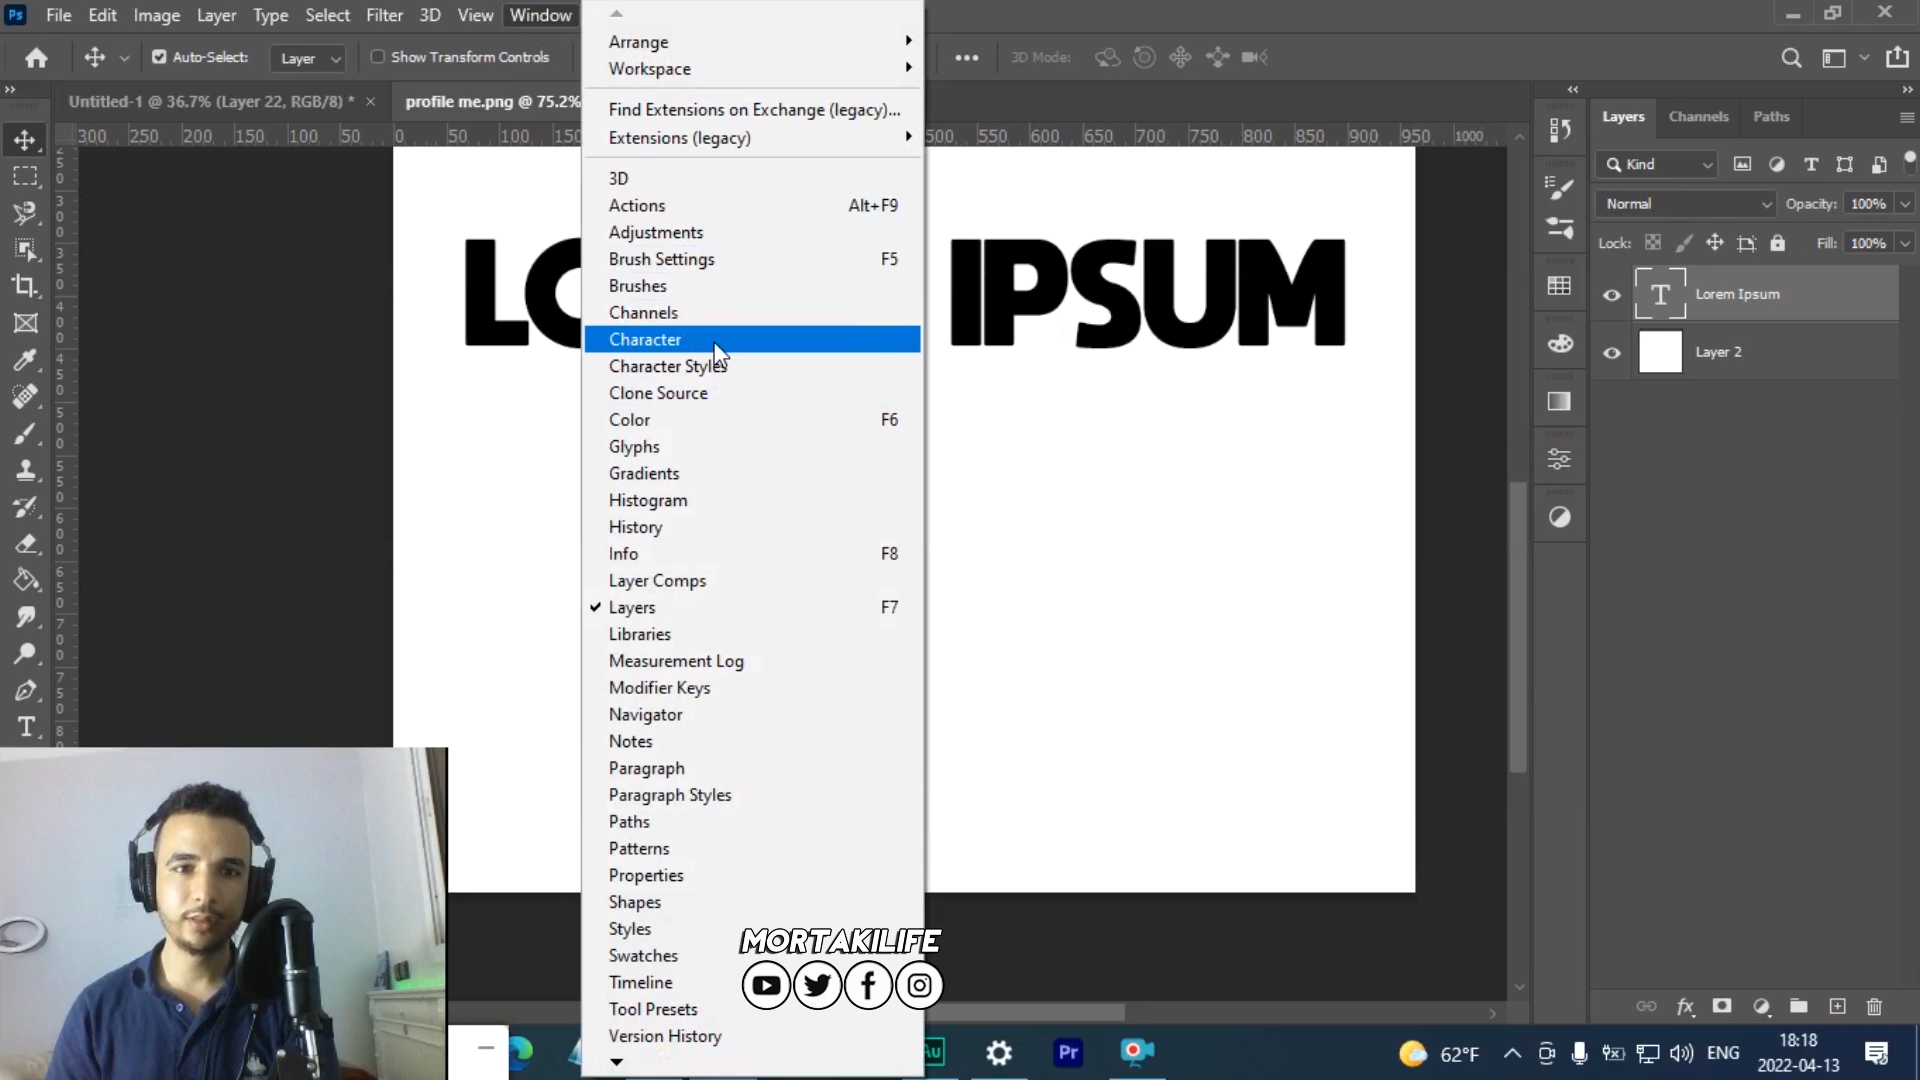 Ps File Edit Image Layer Type Select Filter 3D View Window
Auto-Select: Layer Show Transform Controls 3D Mode:
Untitled-1 @ 36.7% (Layer 22, RGB/8) * × profile me.png @ 75.2%
300 250 200 150 100 50 0 50 100 150 500 550 600 650 700 750 800 850 900 950 1000
Arrange
Workspace
Find Extensions on Exchange (legacy)...
Extensions (legacy)
3D
Actions Alt+F9
Adjustments
Brush Settings F5
Brushes
Channels
Character
Character Styles
Clone Source
Color F6
Glyphs
Gradients
Histogram
History
Info F8
Layer Comps
Layers F7
Libraries
Measurement Log
Modifier Keys
Navigator
Notes
Paragraph
Paragraph Styles
Paths
Patterns
Properties
Shapes
Styles
Swatches
Timeline
Tool Presets
Version History
LO IPSUM
Layers Channels Paths
Kind
Normal Opacity: 100%
Lock: Fill: 100%
T Lorem Ipsum
Layer 2
MORTAKILIFE
Au Pr
62°F ENG
18:18
2022-04-13